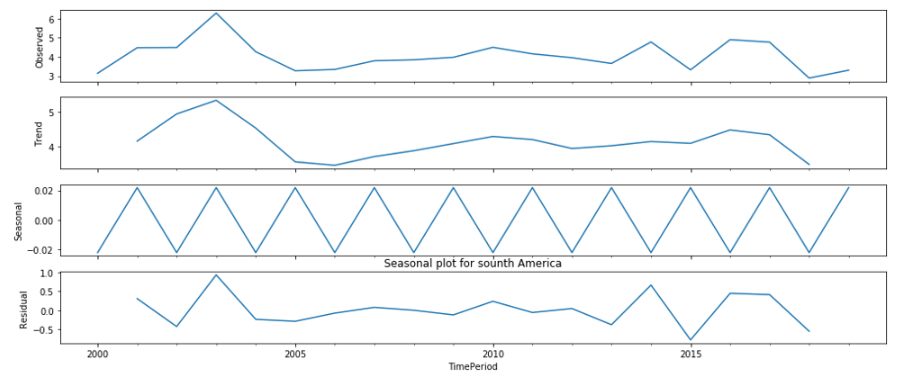 6
5
4
3
Observed
5
4
Trend
0.02
0.00
−0.02
Seasonal
Seasonal plot for sounth America
1.0
0.5
0.0
−0.5
Residual
2000 2005 2010 2015
TimePeriod